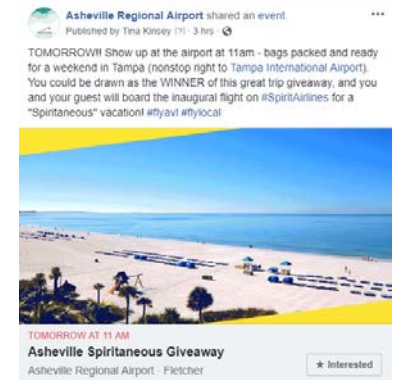 Asheville Regional Airport shared an event.
Published by Tina Kinsey [?] · 3 hrs ·
TOMORROW!! Show up at the airport at 11am - bags packed and ready
for a weekend in Tampa (nonstop right to Tampa International Airport).
You could be drawn as the WINNER of this great trip giveaway, and you
and your guest will board the inaugural flight on #SpiritAirlines for a
"Spiritaneous" vacation! #flyavl #flylocal
TOMORROW AT 11 AM
Asheville Spiritaneous Giveaway
Asheville Regional Airport · Fletcher
★ Interested